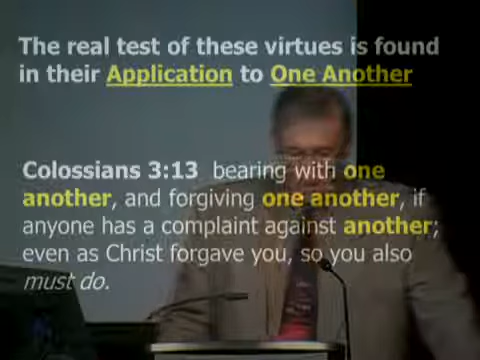 The real test of these virtues is found
in their Application to One Another
Colossians 3:13 bearing with one
another, and forgiving one another, if
anyone has a complaint against another;
even as Christ forgave you, so you also
must do.